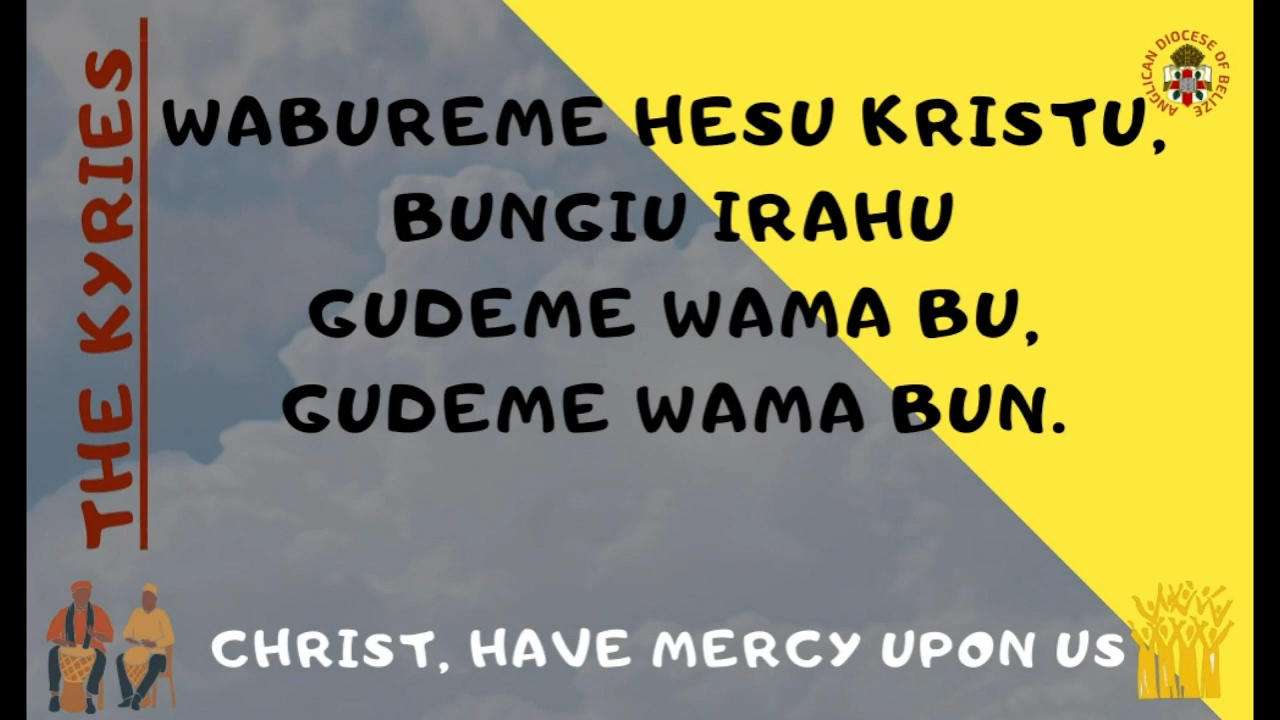 THE KYRIES
ANGLICAN DIOCESE OF BELIZE
WABUREME HESU KRISTU,
BUNGIU IRAHU
GUDEME WAMA BU,
GUDEME WAMA BUN.
CHRIST, HAVE MERCY UPON US